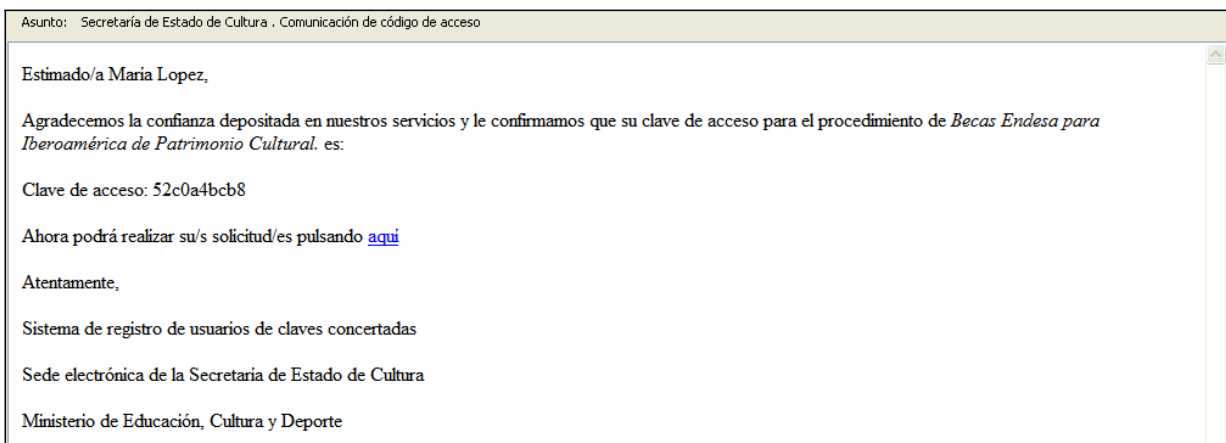 Asunto: Secretaría de Estado de Cultura . Comunicación de código de acceso
Estimado/a María Lopez,
Agradecemos la confianza depositada en nuestros servicios y le confirmamos que su clave de acceso para el procedimiento de Becas Endesa para
Iberoamérica de Patrimonio Cultural. es:
Clave de acceso: 52c0a4bcb8
Ahora podrá realizar su/s solicitud/es pulsando aquí
Atentamente,
Sistema de registro de usuarios de claves concertadas
Sede electrónica de la Secretaría de Estado de Cultura
Ministerio de Educación, Cultura y Deporte